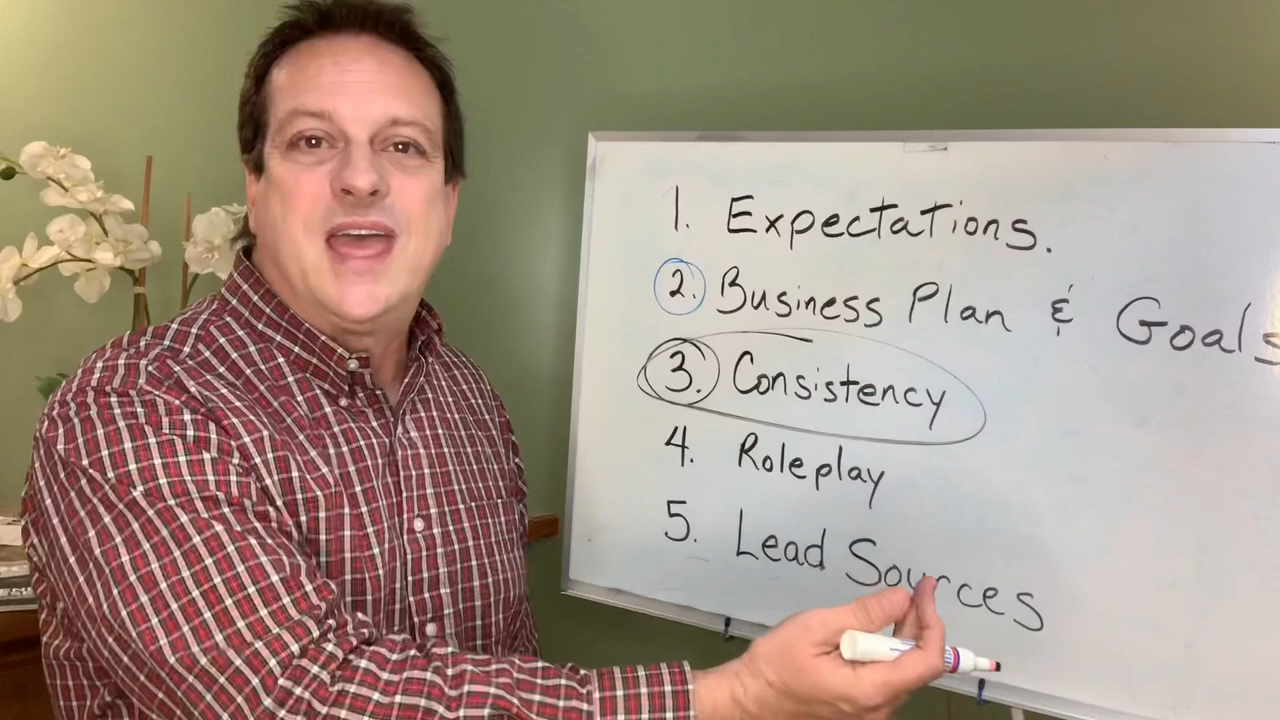 1. Expectations.
2. Business Plan & Goals
3. Consistency
4. Roleplay
5. Lead Sources